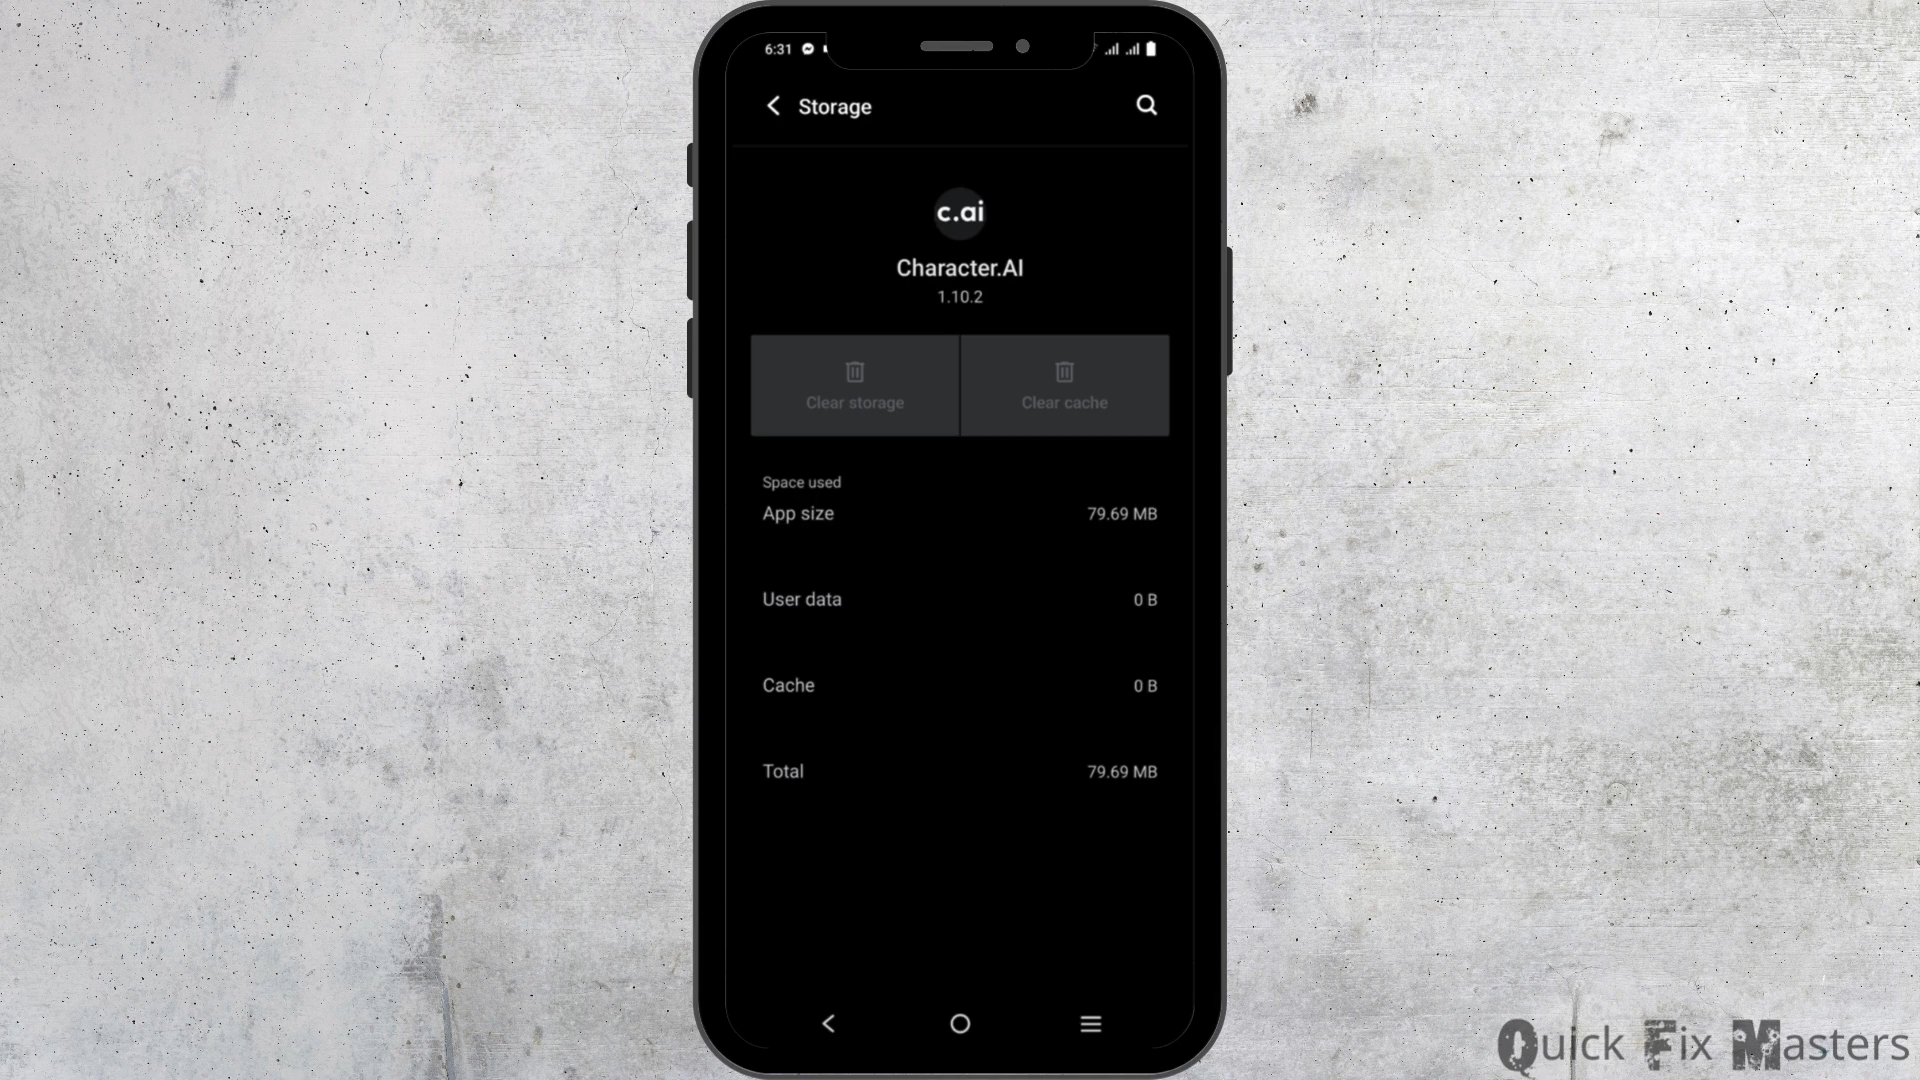 6:31
Storage
c.ai
Character.AI
1.10.2
Clear storage Clear cache
Space used
App size 79.69 MB
User data 0 B
Cache 0 B
Total 79.69 MB
Quick Fix Masters